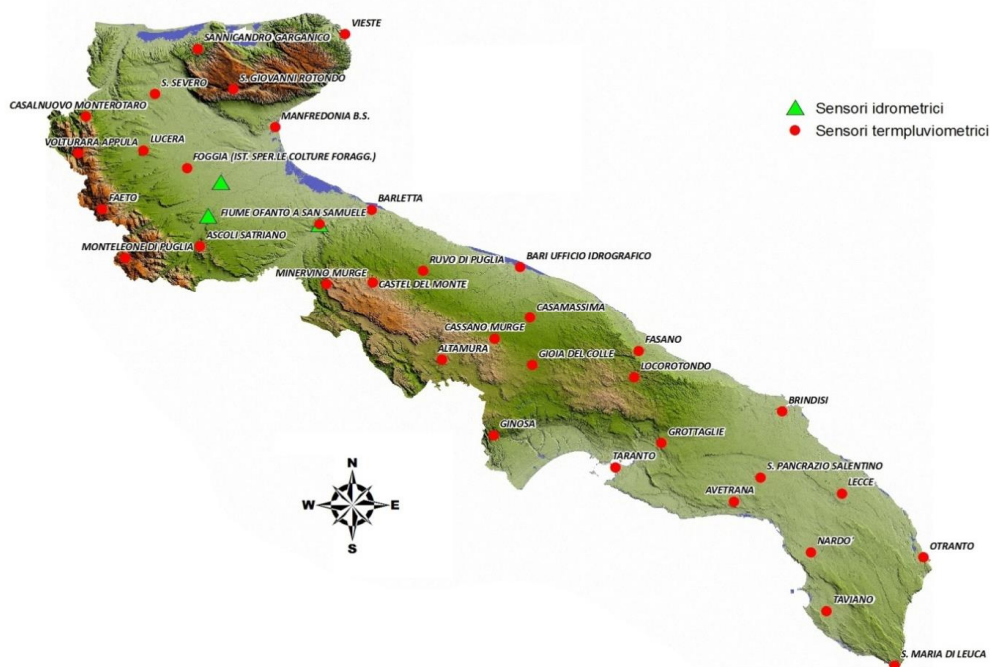 VIESTE
SANNICANDRO GARGANICO
S. GIOVANNI ROTONDO
S. SEVERO
CASALNUOVO MONTEROTARO
MANFREDONIA B.S.
Sensori idrometrici
Sensori termpluviometrici
LUCERA
VOLTURARA APPULA
FOGGIA (IST. SPER.LE COLTURE FORAGG.)
FAETO
BARLETTA
FIUME OFANTO A SAN SAMUELE
ASCOLI SATRIANO
MONTELEONE DI PUGLIA
RUVO DI PUGLIA
BARI UFFICIO IDROGRAFICO
MINERVINO MURGE
CASTEL DEL MONTE
CASAMASSIMA
CASSANO MURGE
FASANO
ALTAMURA
GIOIA DEL COLLE
LOCOROTONDO
BRINDISI
GINOSA
GROTTAGLIE
TARANTO
N
W
E
S
S. PANCRAZIO SALENTINO
LECCE
AVETRANA
NARDO'
OTRANTO
TAVIANO
S. MARIA DI LEUCA